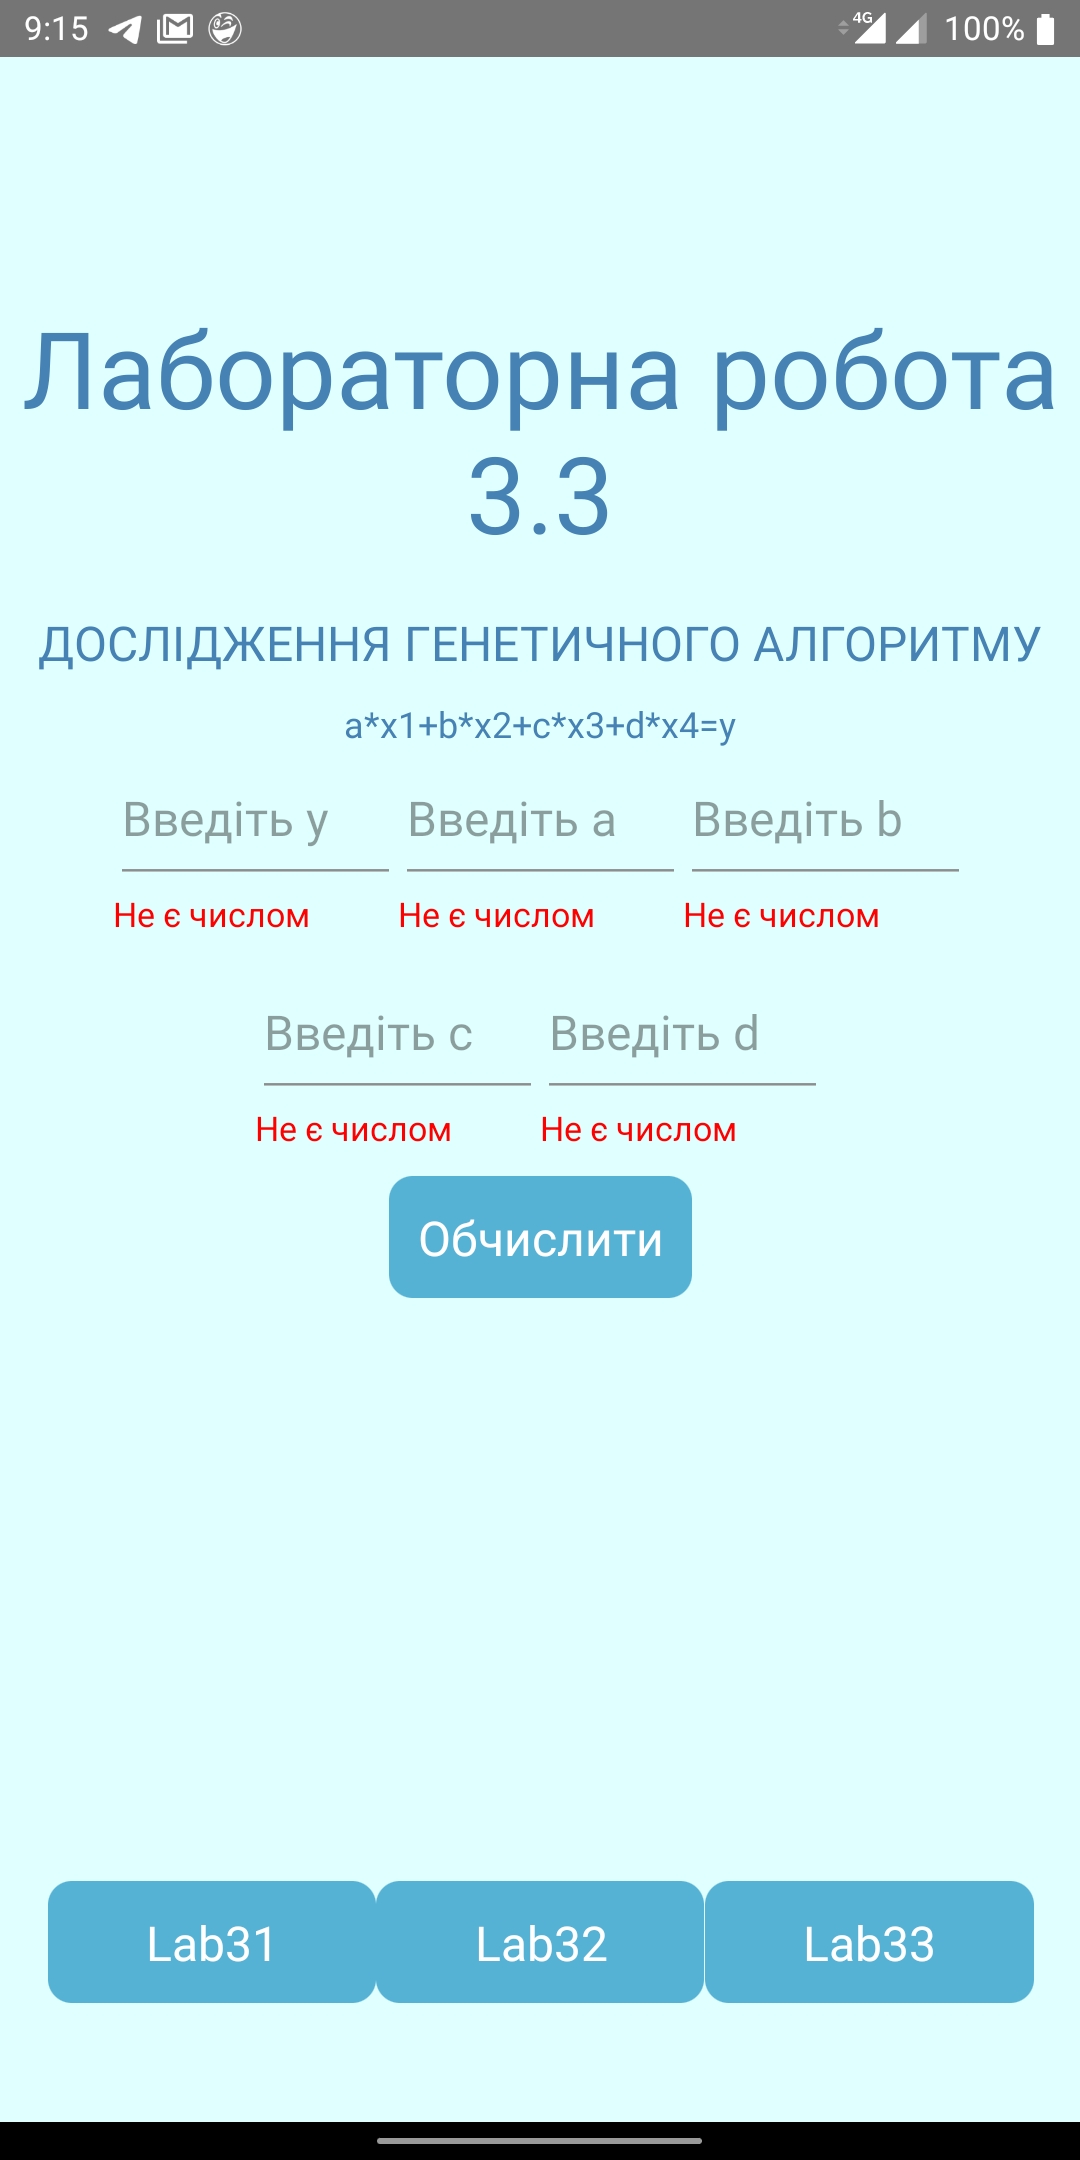 9:15 4G 100%
Лабораторна робота
3.3
ДОСЛІДЖЕННЯ ГЕНЕТИЧНОГО АЛГОРИТМУ
a*x1+b*x2+c*x3+d*x4=y
Введіть y Введіть a Введіть b
Не є числом Не є числом Не є числом
Введіть c Введіть d
Не є числом Не є числом
Обчислити
Lab31 Lab32 Lab33